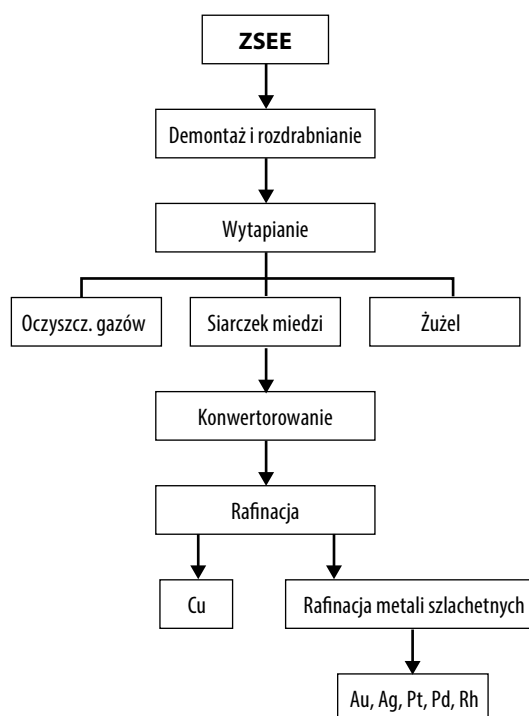 ZSEE
Demontaż i rozdrabnianie
Wytapianie
Oczyszcz. gazów
Siarczek miedzi
Żużel
Konwertorowanie
Rafinacja
Cu
Rafinacja metali szlachetnych
Au, Ag, Pt, Pd, Rh